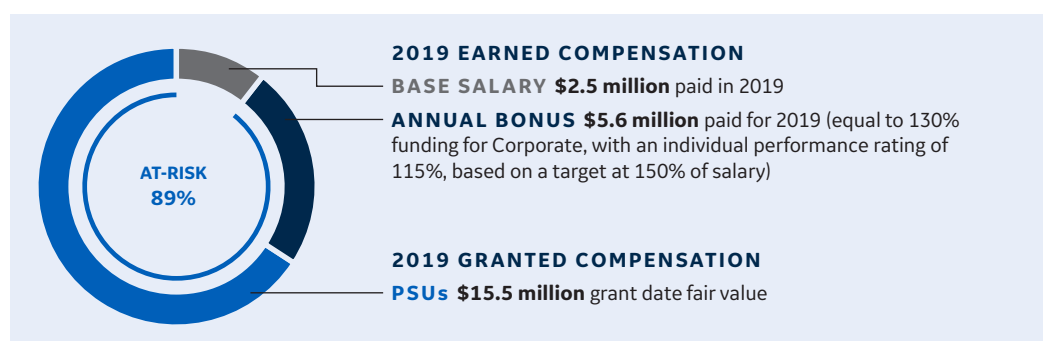 AT-RISK
89%
2019 EARNED COMPENSATION
BASE SALARY $2.5 million paid in 2019
ANNUAL BONUS $5.6 million paid for 2019 (equal to 130%
funding for Corporate, with an individual performance rating of
115%, based on a target at 150% of salary)
2019 GRANTED COMPENSATION
PSUs $15.5 million grant date fair value